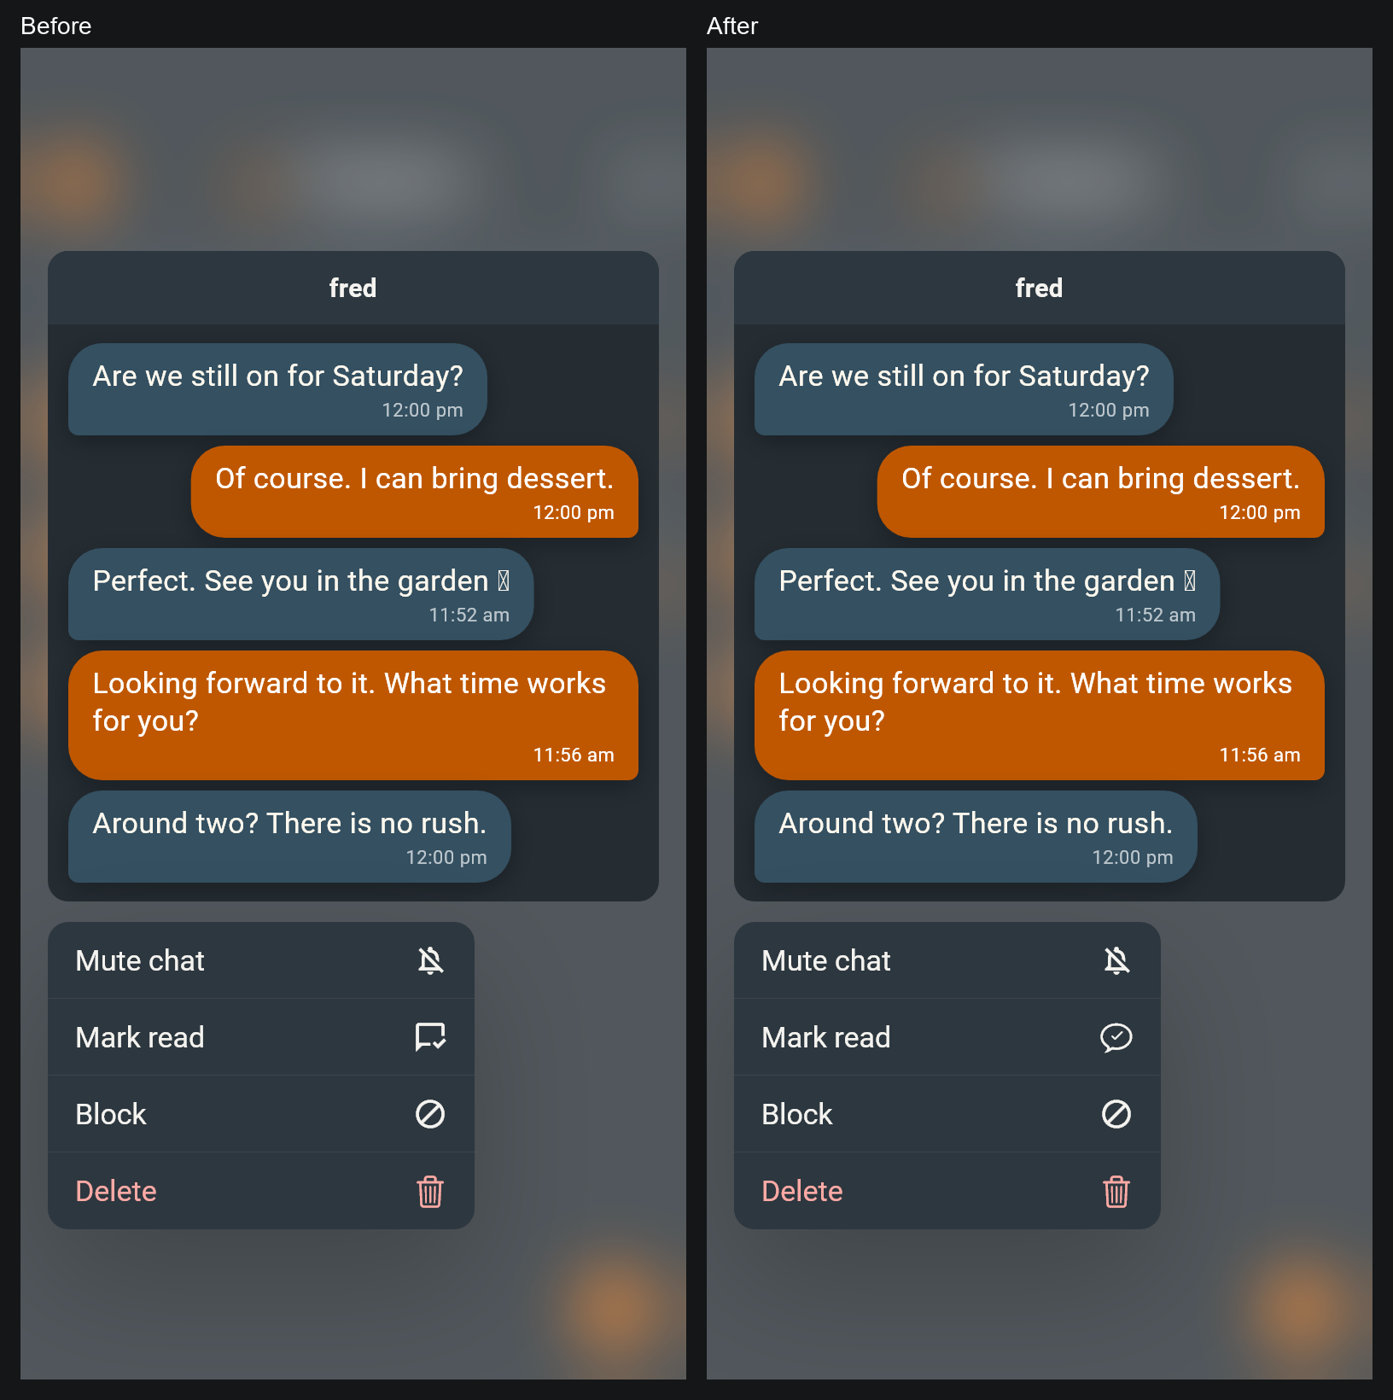 Before
fred
Are we still on for Saturday?
12:00 pm
Of course. I can bring dessert.
12:00 pm
Perfect. See you in the garden
11:52 am
Looking forward to it. What time works
for you?
11:56 am
Around two? There is no rush.
12:00 pm
Mute chat
Mark read
Block
Delete
After
fred
Are we still on for Saturday?
12:00 pm
Of course. I can bring dessert.
12:00 pm
Perfect. See you in the garden
11:52 am
Looking forward to it. What time works
for you?
11:56 am
Around two? There is no rush.
12:00 pm
Mute chat
Mark read
Block
Delete